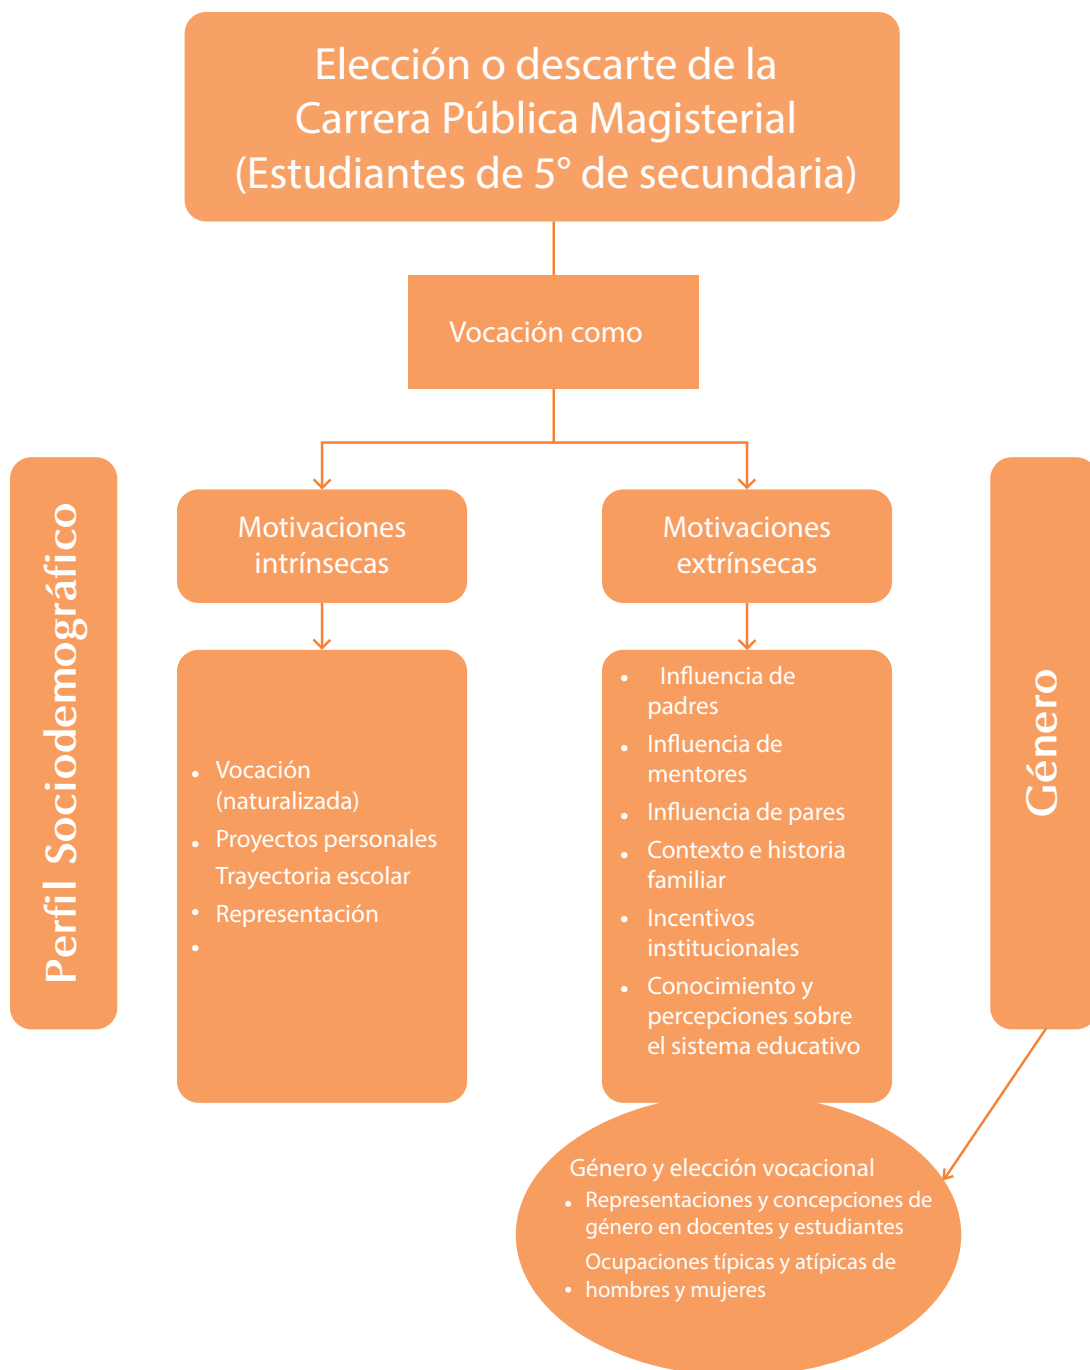 Elección o descarte de la
Carrera Pública Magisterial
(Estudiantes de 5° de secundaria)
Vocación como
Perfil Sociodemográfico
Motivaciones
intrínsecas
• Vocación
(naturalizada)
• Proyectos personales
Trayectoria escolar
• Representación
•
Motivaciones
extrínsecas
• Influencia de
padres
• Influencia de
mentores
• Influencia de pares
• Contexto e historia
familiar
• Incentivos
institucionales
• Conocimiento y
percepciones sobre
el sistema educativo
Género
Género y elección vocacional
• Representaciones y concepciones de
género en docentes y estudiantes
Ocupaciones típicas y atípicas de
• hombres y mujeres